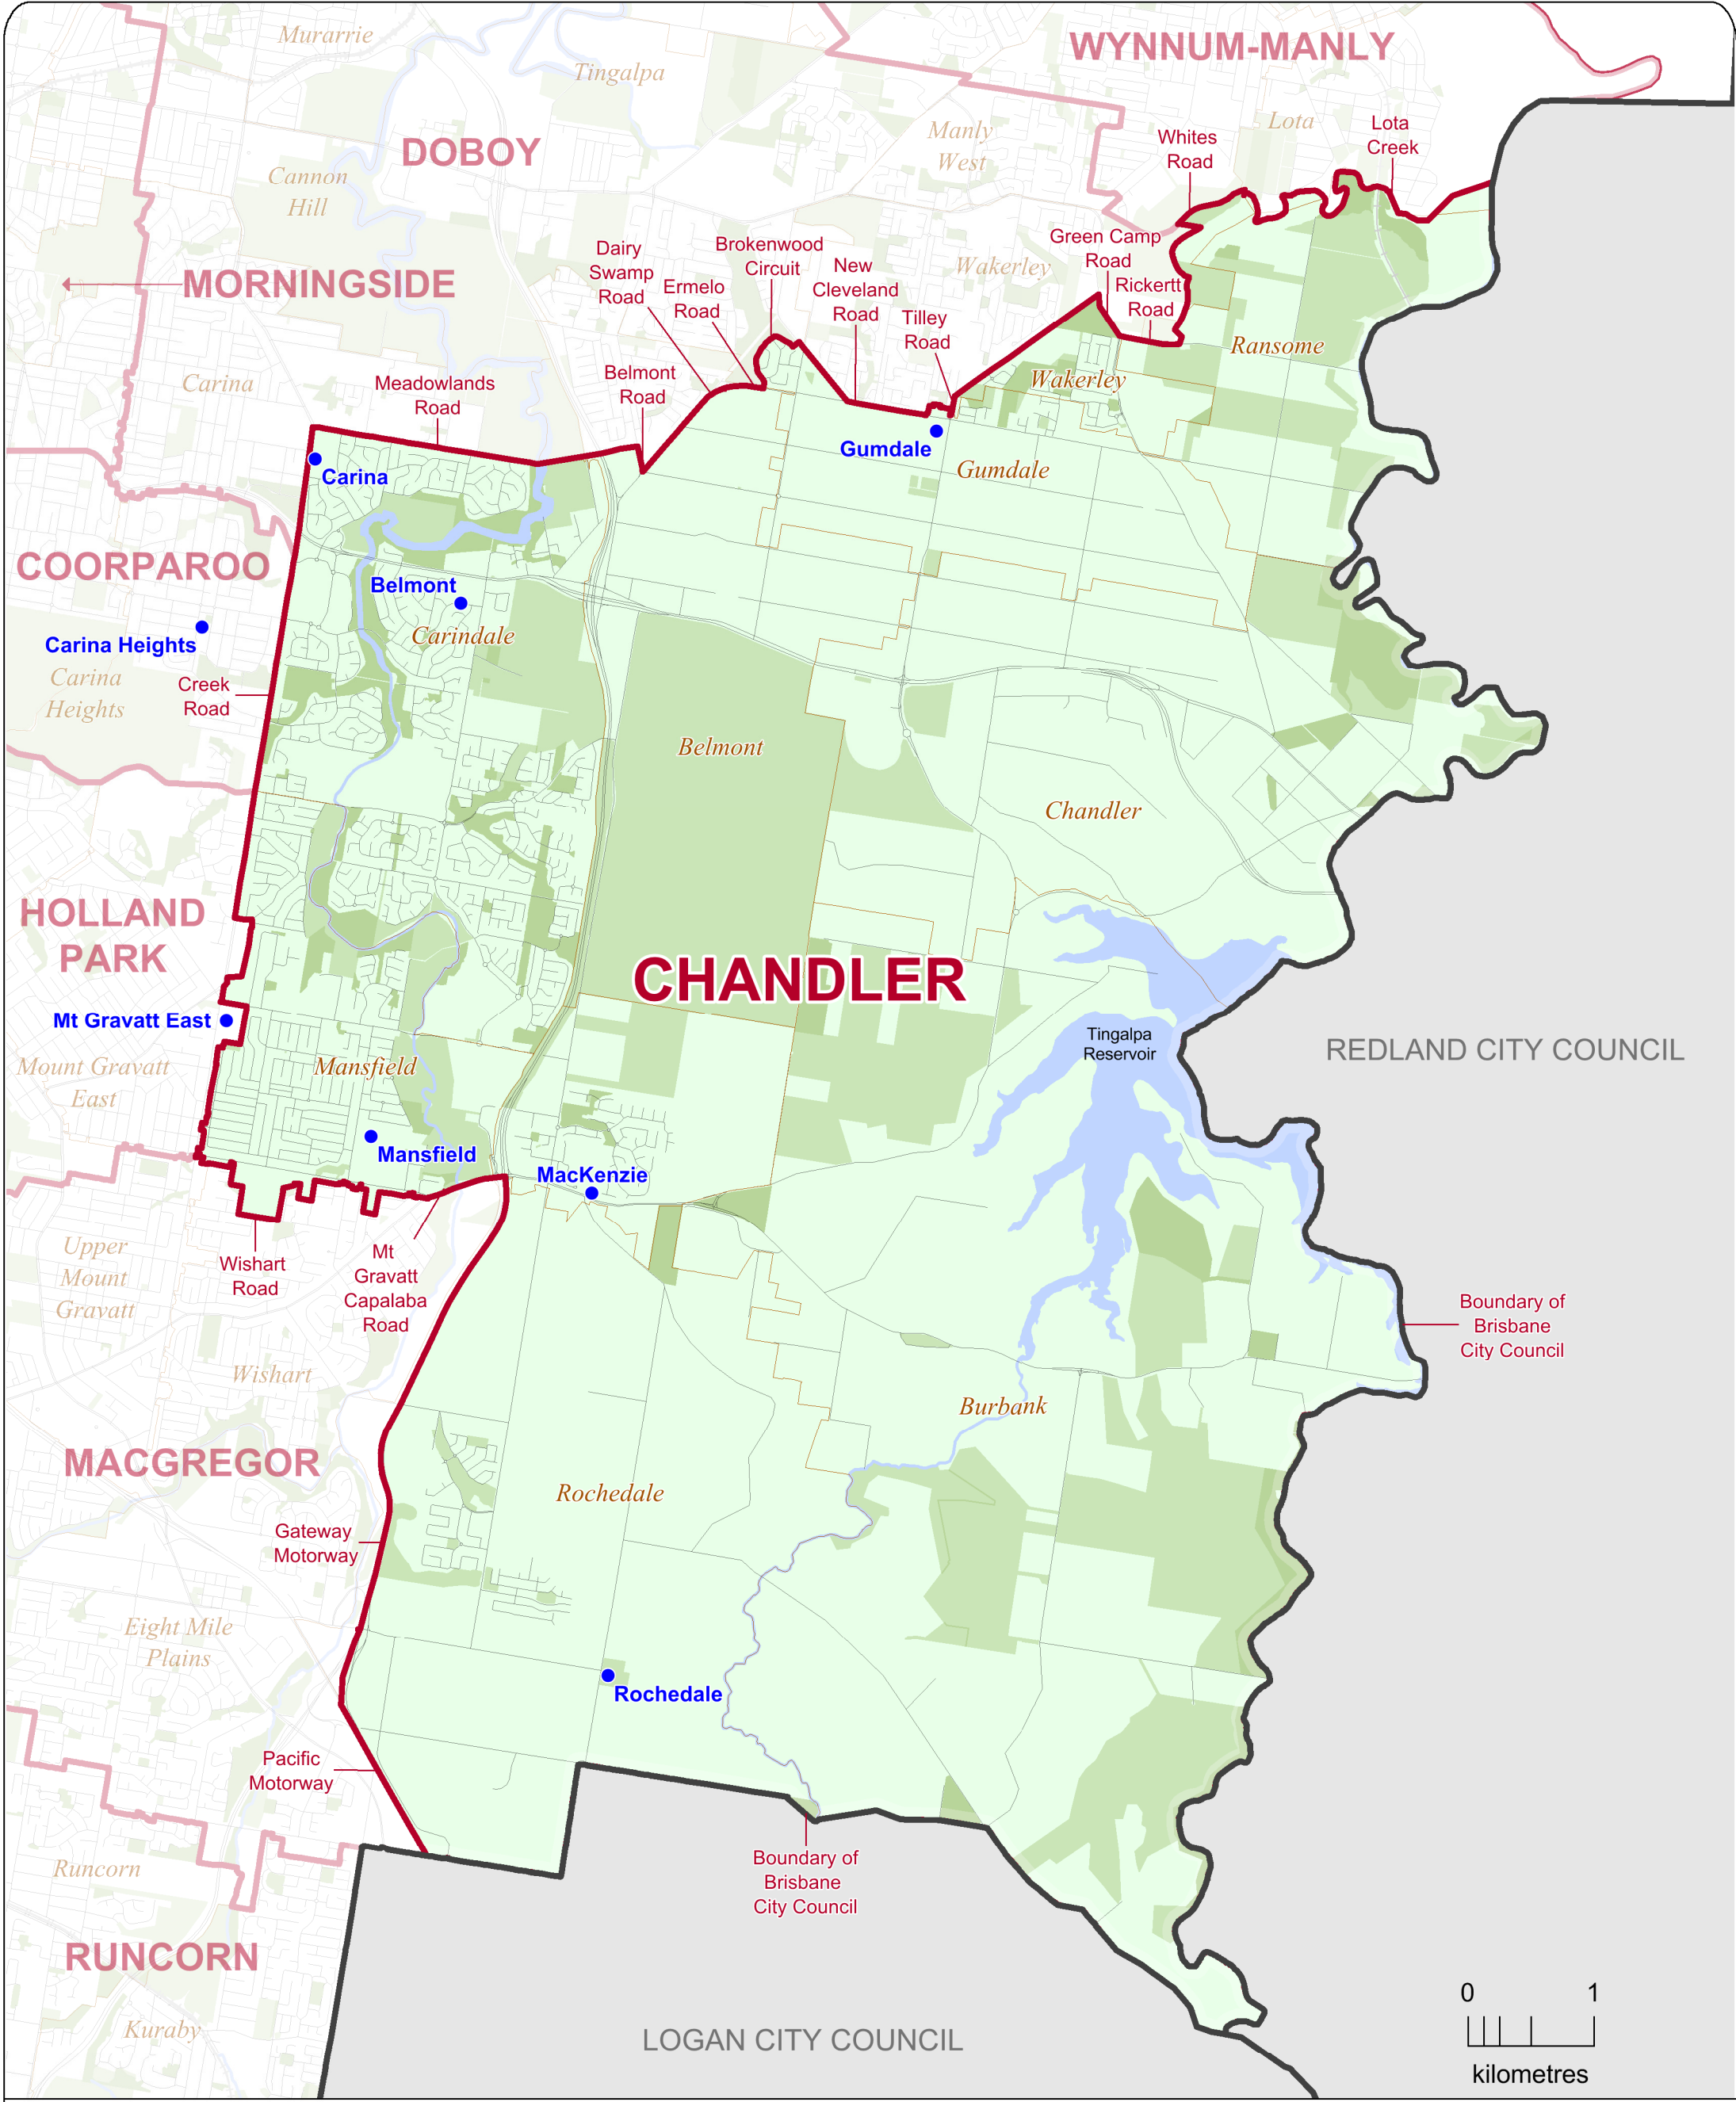 Murarrie
Tingalpa
WYNNUM-MANLY
Lota
Lota
Creek
Whites
Road
Manly
West
DOBOY
Cannon
Hill
MORNINGSIDE
Dairy
Swamp
Road
Ermelo
Road
Brokenwood
Circuit
New
Cleveland
Road
Tilley
Road
Wakerley
Green Camp
Road
Rickertt
Road
Ransome
Wakerley
Carina
Meadowlands
Road
Belmont
Road
Gumdale
Gumdale
Carina
COORPAROO
Belmont
Carindale
Carina Heights
Carina
Heights
Creek
Road
Belmont
Chandler
HOLLAND
PARK
CHANDLER
Mt Gravatt East
Mount Gravatt
East
Mansfield
Tingalpa
Reservoir
REDLAND CITY COUNCIL
Mansfield
MacKenzie
Upper
Mount
Gravatt
Wishart
Road
Mt
Gravatt
Capalaba
Road
Boundary of
Brisbane
City Council
Wishart
Burbank
MACGREGOR
Rochedale
Gateway
Motorway
Eight Mile
Plains
Rochedale
Pacific
Motorway
Runcorn
Boundary of
Brisbane
City Council
RUNCORN
Kuraby
LOGAN CITY COUNCIL
0 1
kilometres